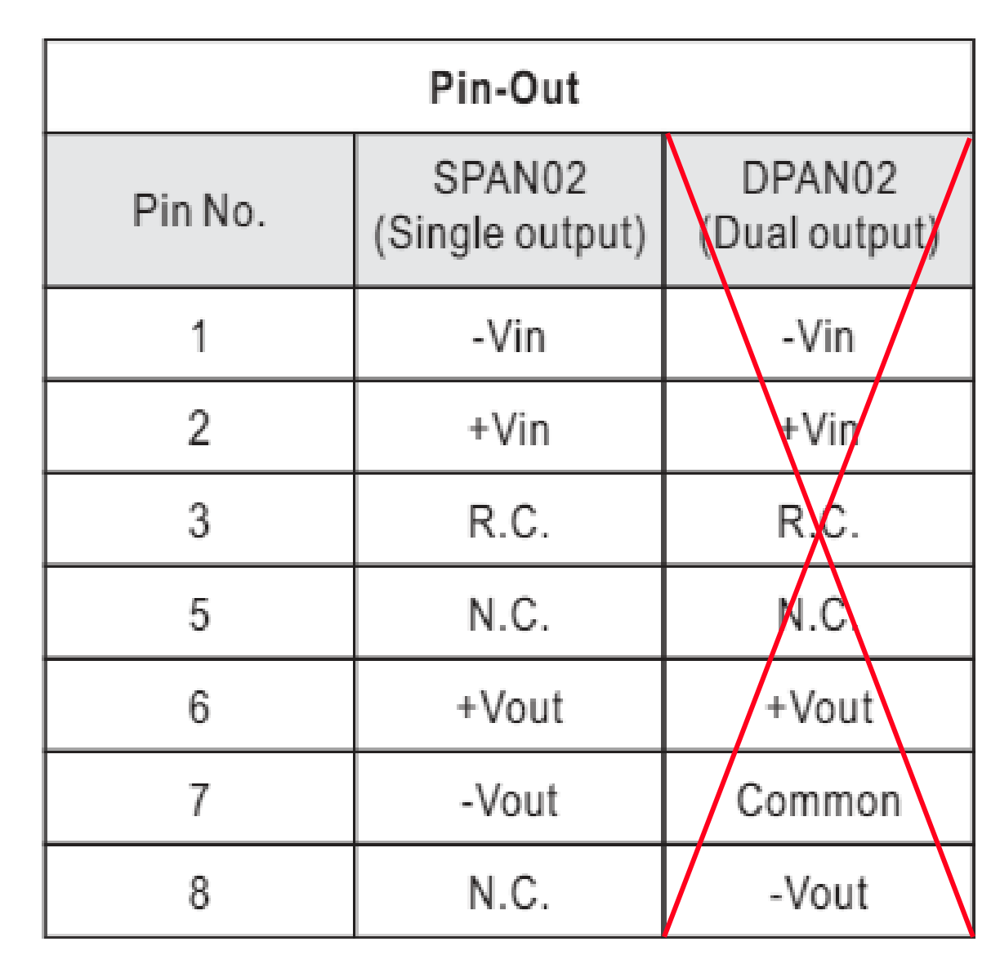 Pin-Out
Pin No. SPAN02 (Single output) DPAN02 (Dual output)
1 -Vin -Vin
2 +Vin +Vin
3 R.C. R.C.
5 N.C. N.C.
6 +Vout +Vout
7 -Vout Common
8 N.C. -Vout